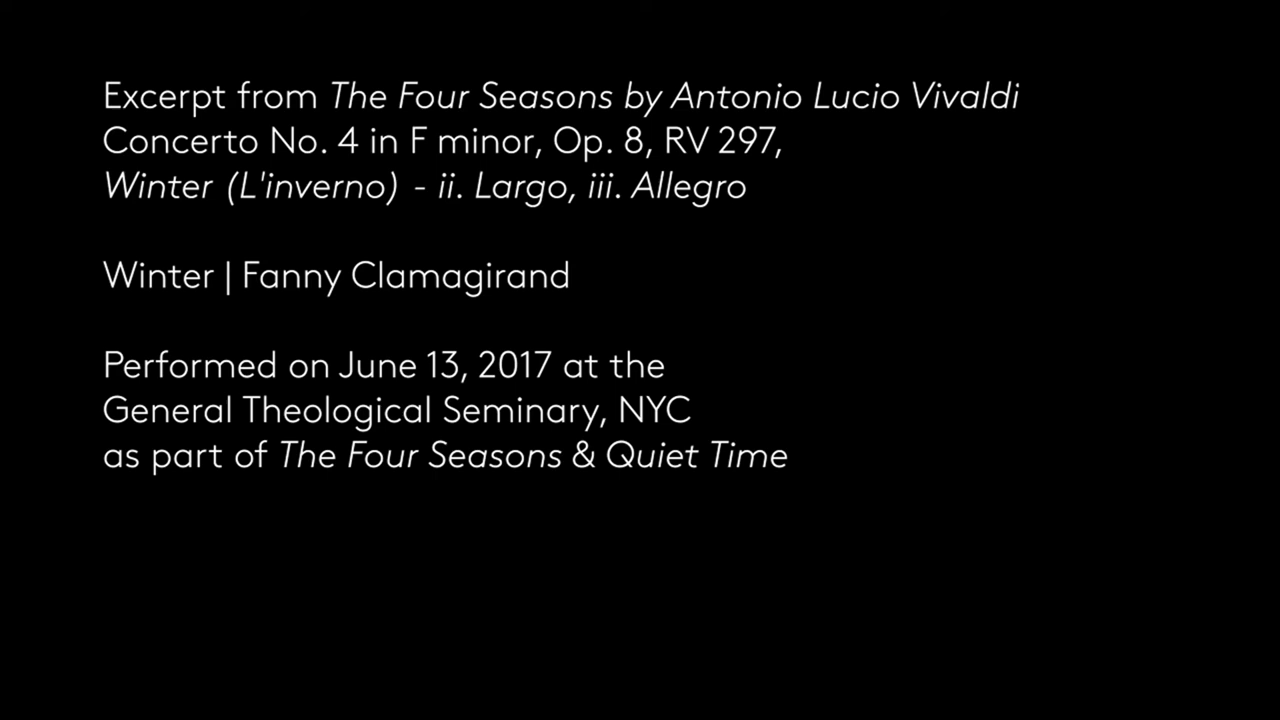 Excerpt from The Four Seasons by Antonio Lucio Vivaldi
Concerto No. 4 in F minor, Op. 8, RV 297,
Winter (L'inverno) - ii. Largo, iii. Allegro
Winter | Fanny Clamagirand
Performed on June 13, 2017 at the
General Theological Seminary, NYC
as part of The Four Seasons & Quiet Time